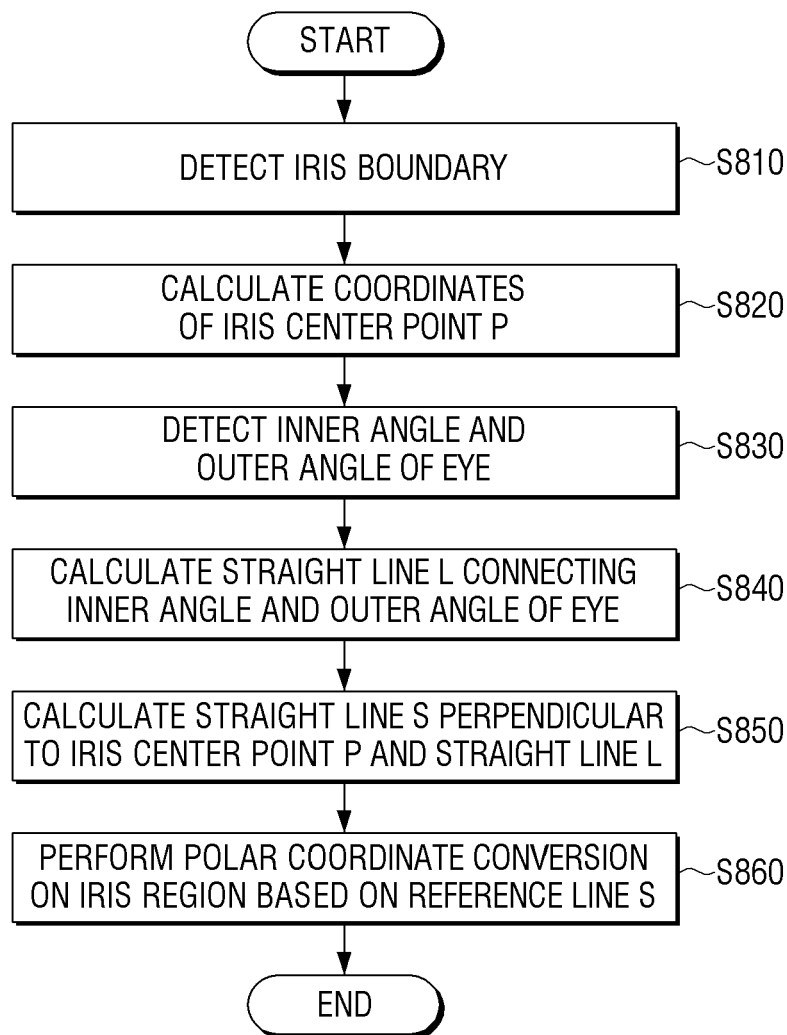 START
DETECT IRIS BOUNDARY
S810
CALCULATE COORDINATES
OF IRIS CENTER POINT P
S820
DETECT INNER ANGLE AND
OUTER ANGLE OF EYE
S830
CALCULATE STRAIGHT LINE L CONNECTING
INNER ANGLE AND OUTER ANGLE OF EYE
S840
CALCULATE STRAIGHT LINE S PERPENDICULAR
TO IRIS CENTER POINT P AND STRAIGHT LINE L
S850
PERFORM POLAR COORDINATE CONVERSION
ON IRIS REGION BASED ON REFERENCE LINE S
S860
END